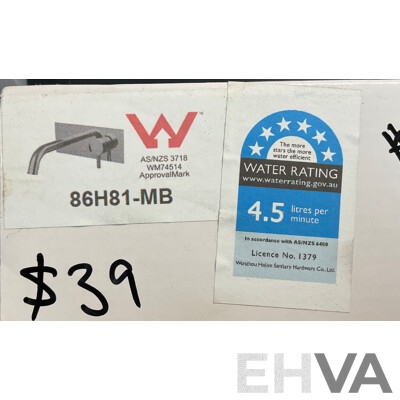 AS/NZS 3718
WM74514
ApprovalMark
86H81-MB
$39
The more
stars the more
water efficient
WATER RATING
www.waterrating.gov.au
4.5 litres per
minute
In accordance with AS/NZS 6400
Licence No. 1379
Wenzhou Hejoe Sanitary Hardware Co., Ltd.
EHVA